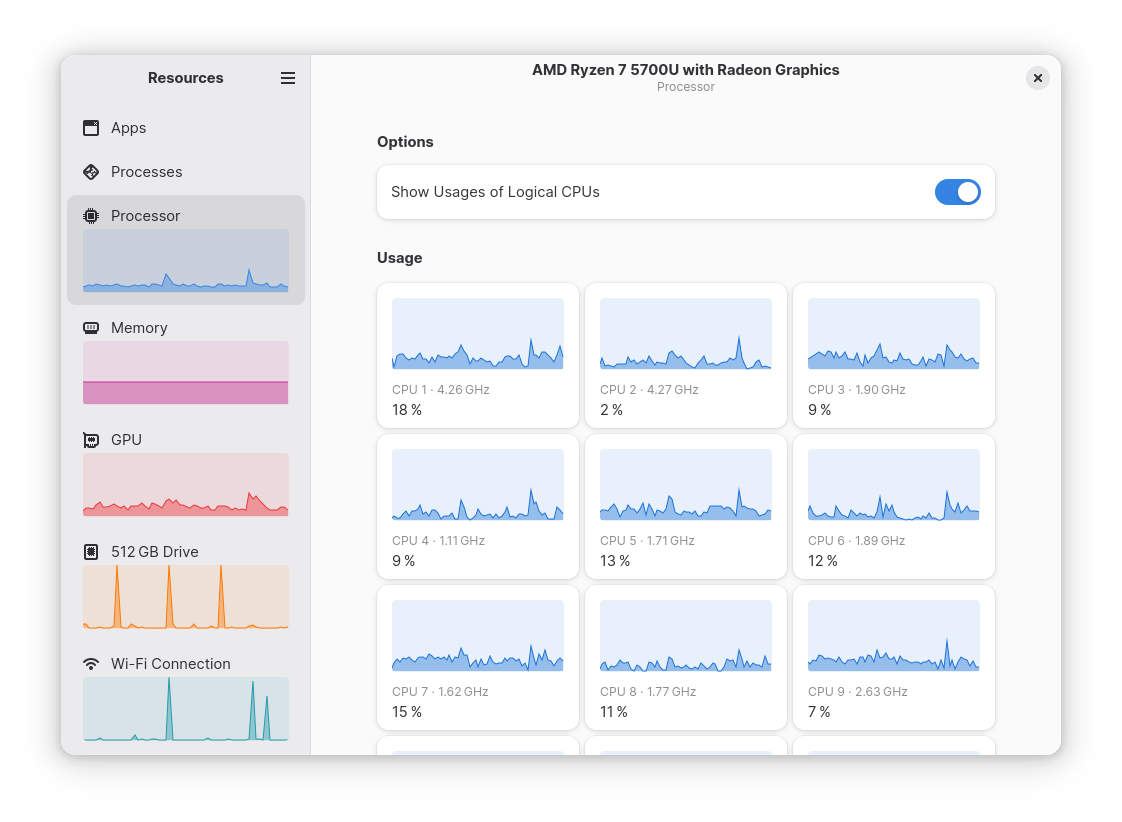 Resources
Apps
Processes
Processor
Memory
GPU
512 GB Drive
Wi-Fi Connection
AMD Ryzen 7 5700U with Radeon Graphics
Processor
Options
Show Usages of Logical CPUs
Usage
CPU 1 · 4.26 GHz
18 %
CPU 2 · 4.27 GHz
2 %
CPU 3 · 1.90 GHz
9 %
CPU 4 · 1.11 GHz
9 %
CPU 5 · 1.71 GHz
13 %
CPU 6 · 1.89 GHz
12 %
CPU 7 · 1.62 GHz
15 %
CPU 8 · 1.77 GHz
11 %
CPU 9 · 2.63 GHz
7 %